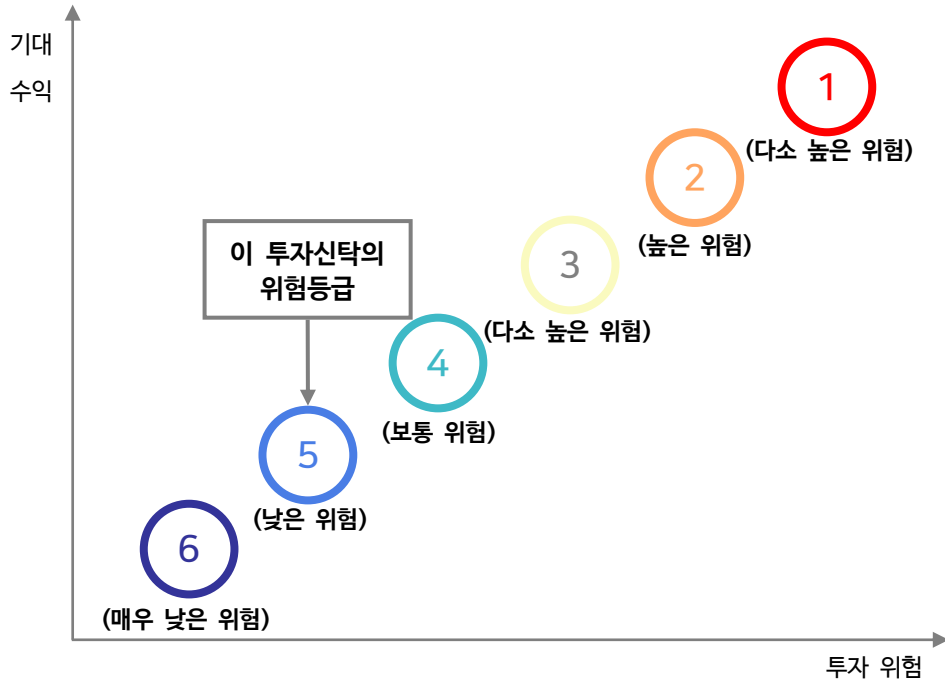 기대
수익
1
(다소 높은 위험)
2
(높은 위험)
이 투자신탁의
위험등급
3
(다소 높은 위험)
4
(보통 위험)
5
(낮은 위험)
6
(매우 낮은 위험)
투자 위험